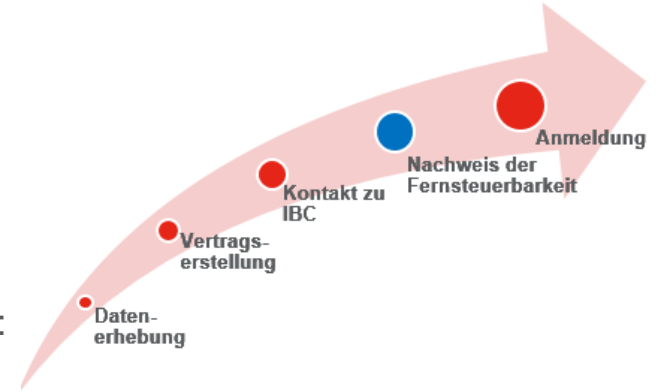 Anmeldung
Nachweis der
Fernsteuerbarkeit
Kontakt zu
IBC
Vertrags-
erstellung
Daten-
erhebung
: